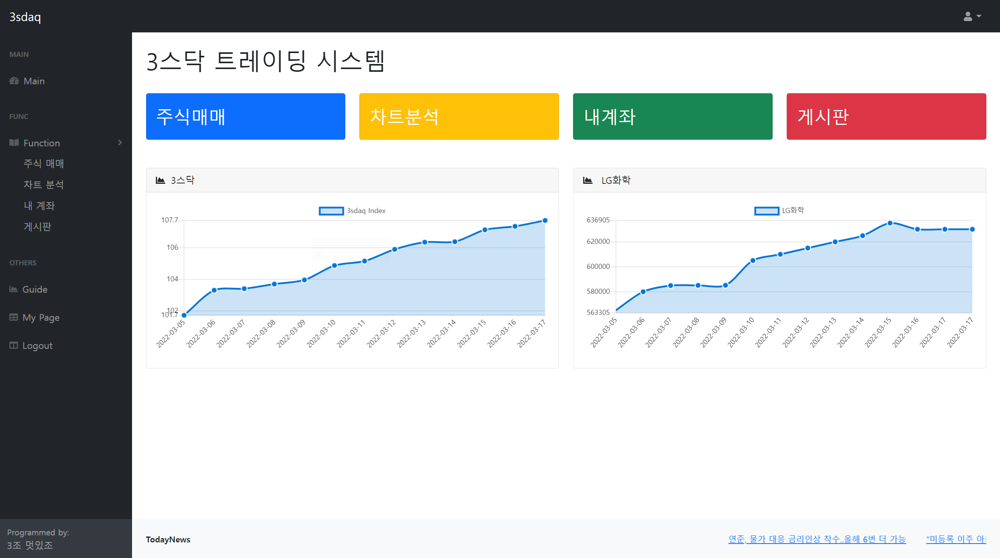 3sdaq
MAIN
Main
FUNC
Function
주식 매매
차트 분석
내 계좌
게시판
OTHERS
Guide
My Page
Logout
Programmed by:
3조 멋있조
3스닥 트레이딩 시스템
주식매매
차트분석
내계좌
게시판
3스닥
3sdaq Index
107.7
106
104
102
101.7
2022-03-05
2022-03-06
2022-03-07
2022-03-08
2022-03-09
2022-03-10
2022-03-11
2022-03-12
2022-03-13
2022-03-14
2022-03-15
2022-03-16
2022-03-17
LG화학
LG화학
636905
620000
600000
580000
563305
2022-03-05
2022-03-06
2022-03-07
2022-03-08
2022-03-09
2022-03-10
2022-03-11
2022-03-12
2022-03-13
2022-03-14
2022-03-15
2022-03-16
2022-03-17
2022-03-17
TodayNews
연준, 물가 대응 금리인상 착수..올해 6번 더 가능
"미등록 이주